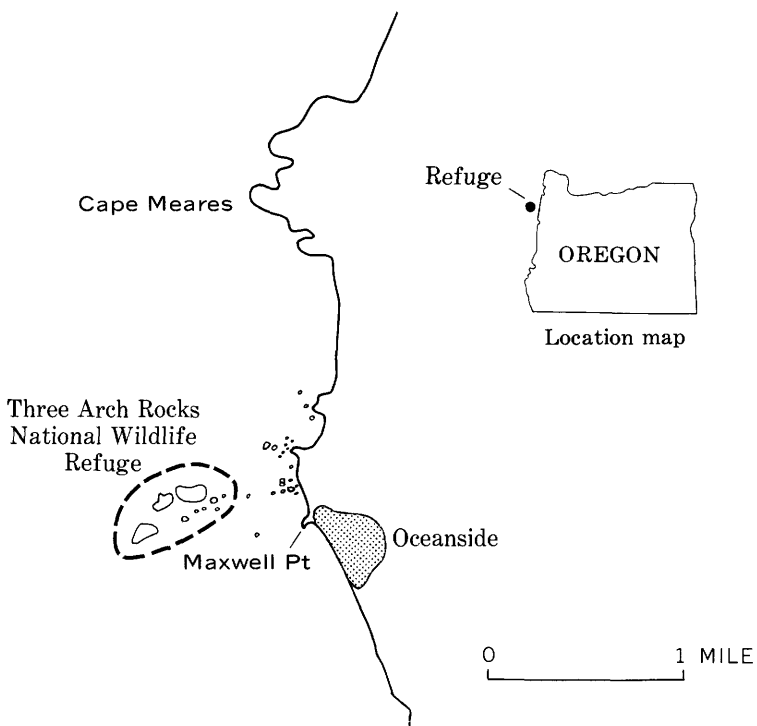 Refuge
Cape Meares
OREGON
Location map
Three Arch Rocks
National Wildlife
Refuge
Oceanside
Maxwell Pt
0 1 MILE